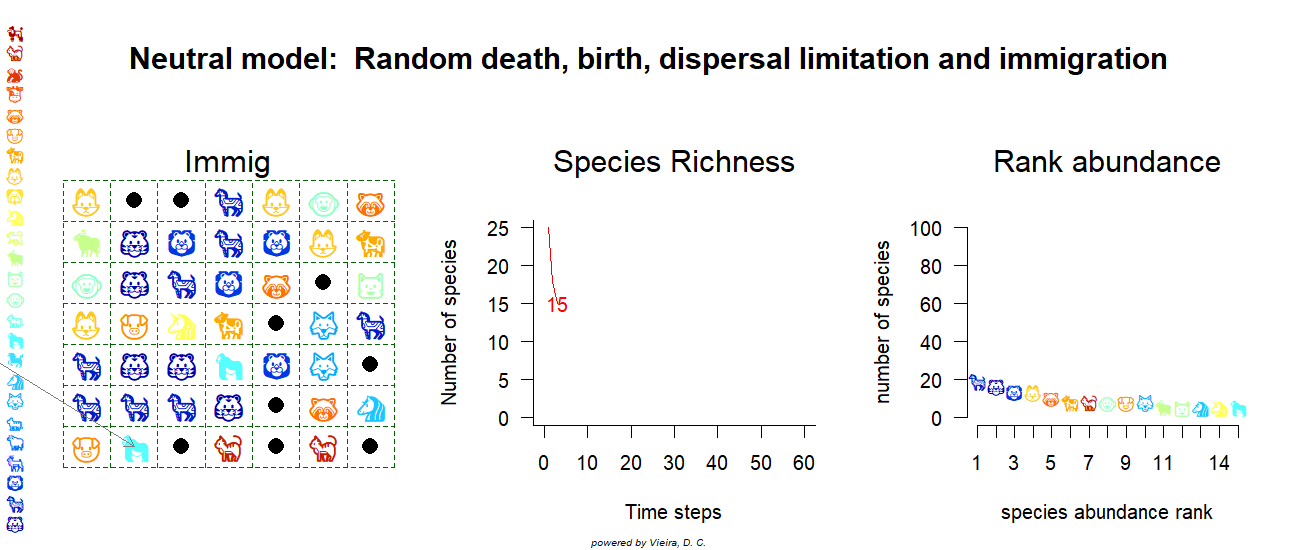 Neutral model:  Random death, birth, dispersal limitation and immigration
Immig
Species Richness
Number of species
25
20
15
10
5
0
15
0 10 20 30 40 50 60
Time steps
Rank abundance
number of species
100
80
60
40
20
0
1 3 5 7 9 11 14
species abundance rank
powered by Vieira, D. C.